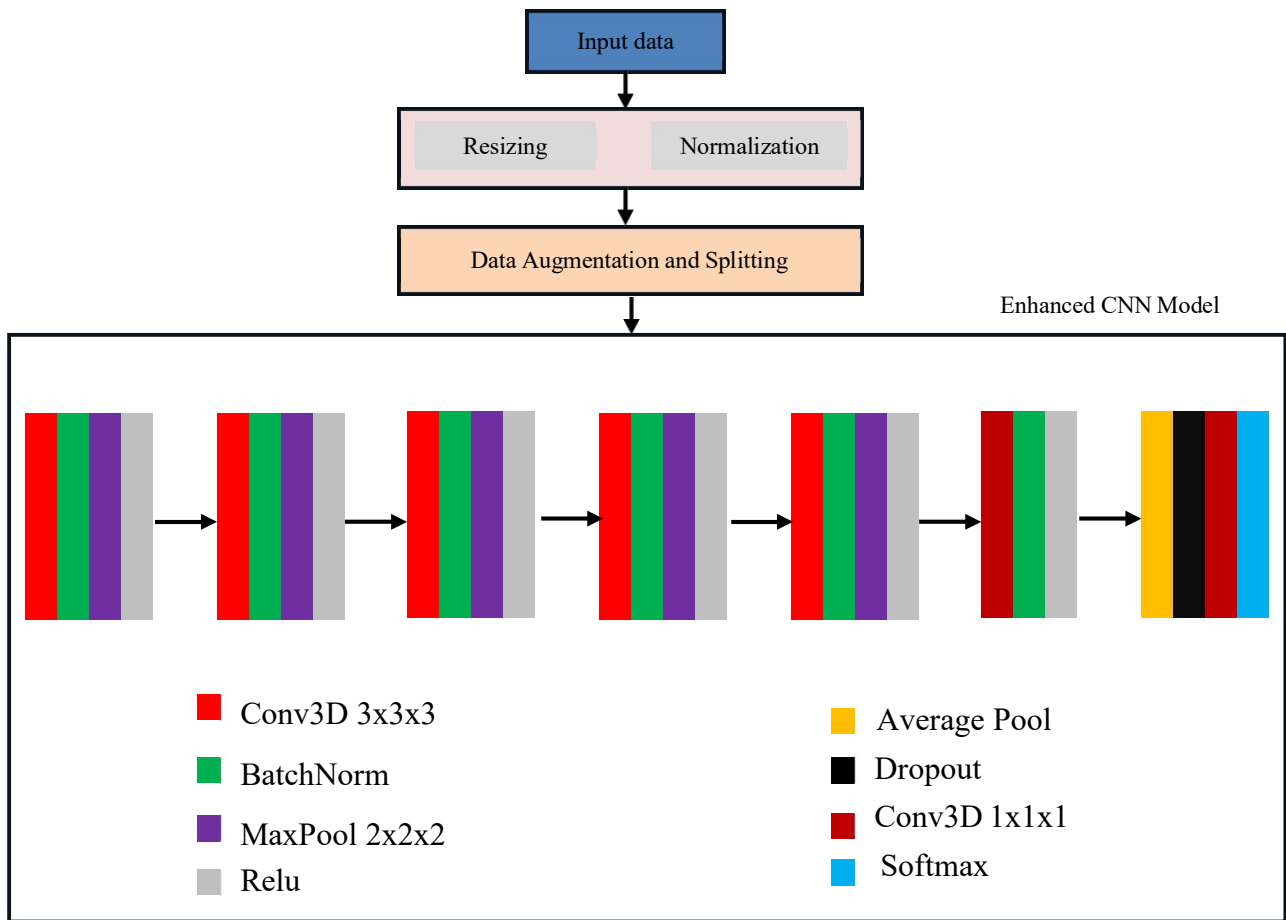 Input data
Resizing
Normalization
Data Augmentation and Splitting
Enhanced CNN Model
Conv3D 3x3x3
BatchNorm
MaxPool 2x2x2
Relu
Average Pool
Dropout
Conv3D 1x1x1
Softmax